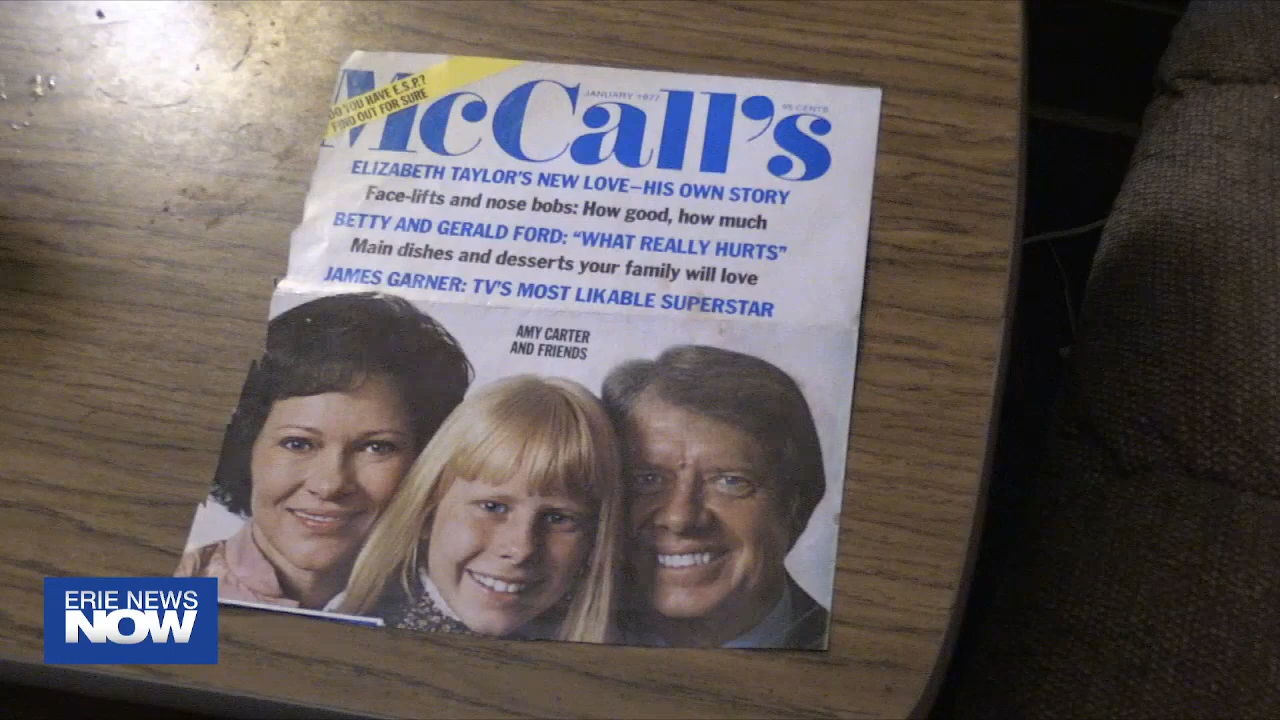 DO YOU HAVE E.S.P.?
FIND OUT FOR SURE
McCall's
JANUARY 1977
95 CENTS
ELIZABETH TAYLOR'S NEW LOVE—HIS OWN STORY
Face-lifts and nose bobs: How good, how much
BETTY AND GERALD FORD: "WHAT REALLY HURTS"
Main dishes and desserts your family will love
JAMES GARNER: TV'S MOST LIKABLE SUPERSTAR
AMY CARTER
AND FRIENDS
ERIE NEWS
NOW